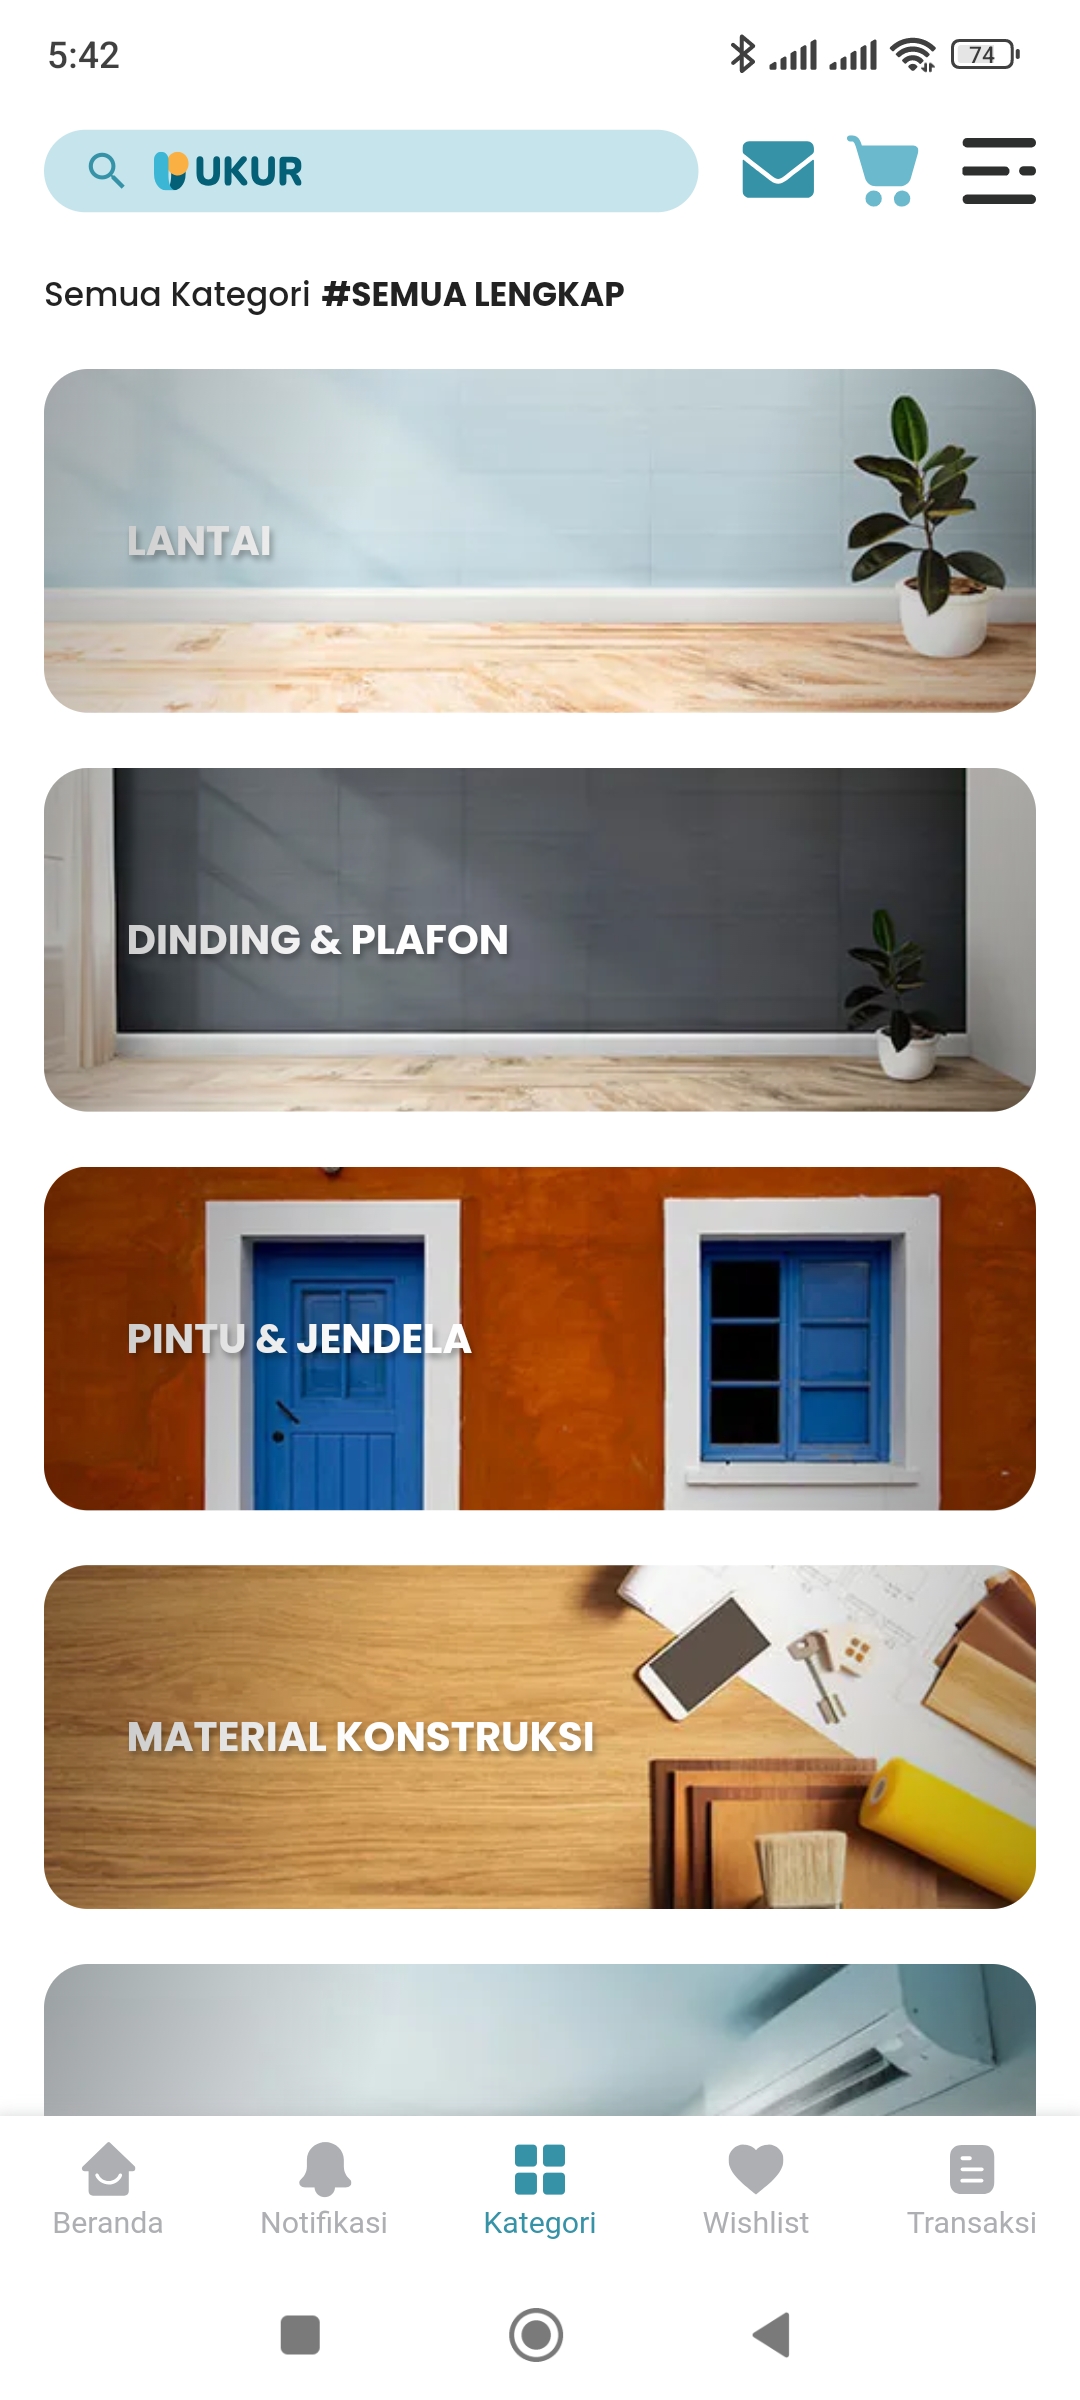 5:42
74
UKUR
Semua Kategori #SEMUA LENGKAP
LANTAI
DINDING & PLAFON
PINTU & JENDELA
MATERIAL KONSTRUKSI
Beranda
Notifikasi
Kategori
Wishlist
Transaksi